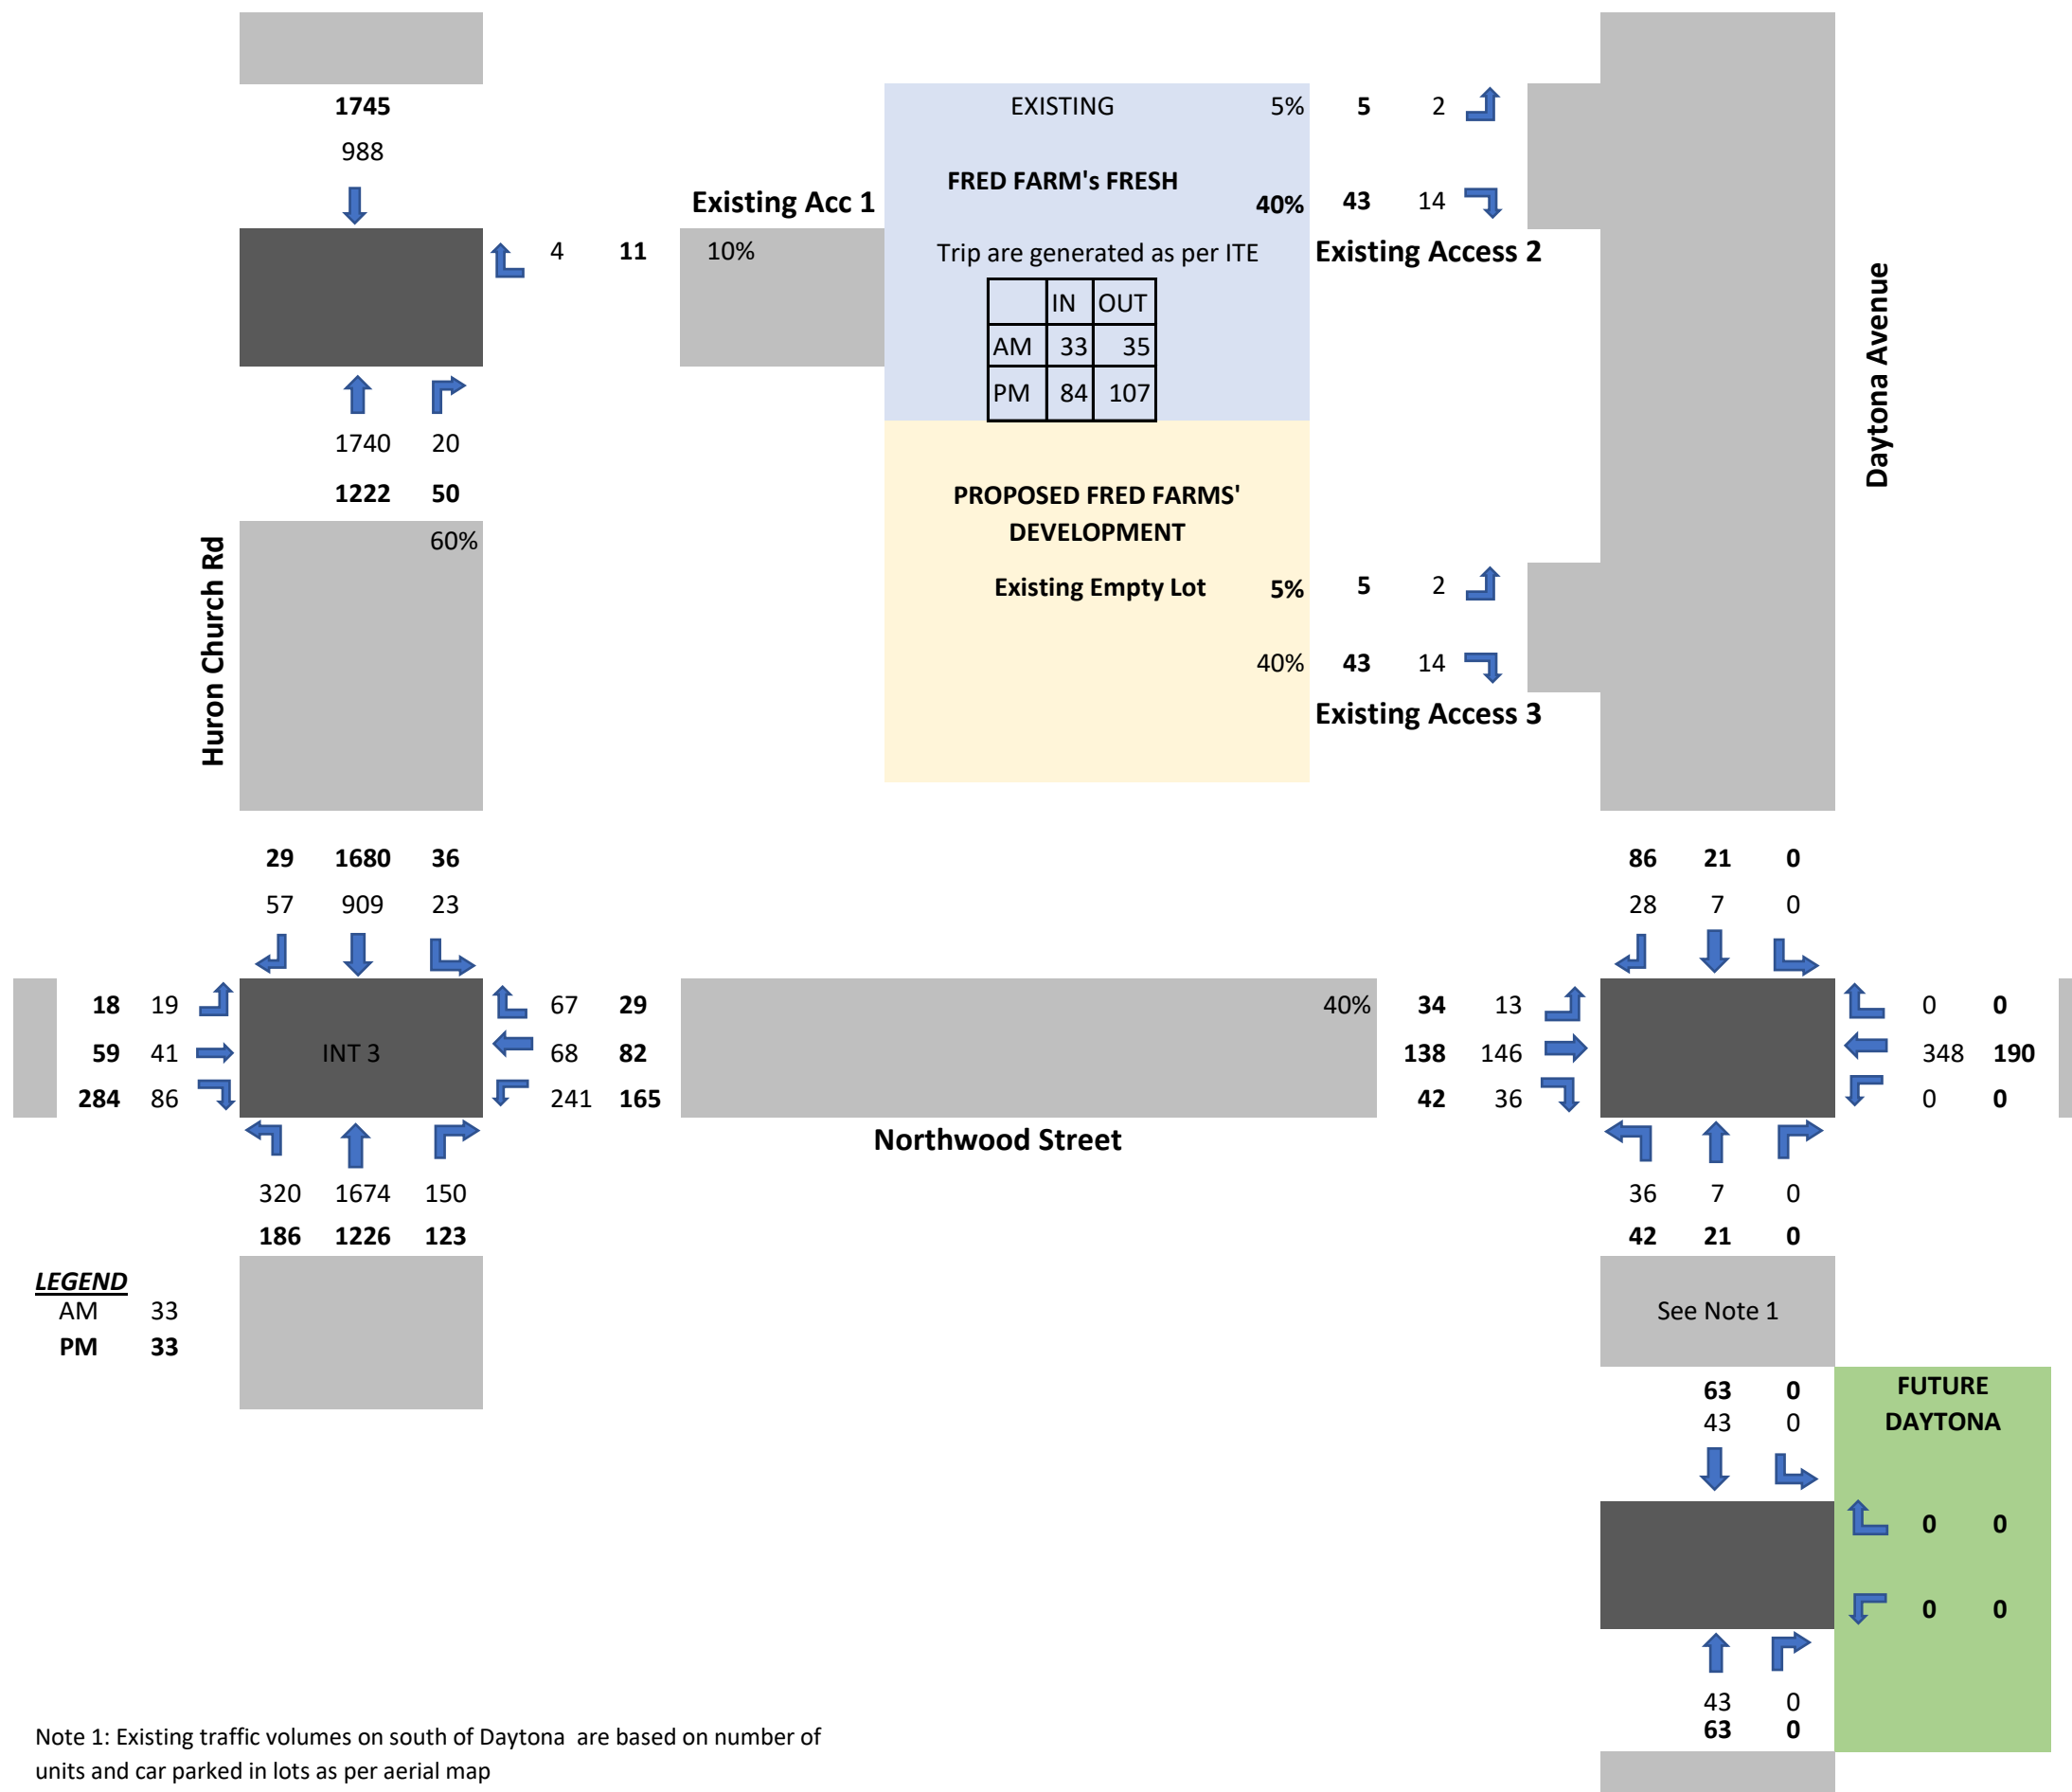 1745
988
EXISTING 5% 5 2
FRED FARM's FRESH
Existing Acc 1 40% 43 14
4 11 10% Trip are generated as per ITE Existing Access 2
IN OUT
AM 33 35
PM 84 107
Daytona Avenue
1740 20
1222 50
60%
Huron Church Rd
PROPOSED FRED FARMS'
DEVELOPMENT
Existing Empty Lot 5% 5 2
40% 43 14
Existing Access 3
29 1680 36
57 909 23
86 21 0
28 7 0
18 19
59 41
284 86
INT 3
67 29
68 82
241 165
40%
34 13
138 146
42 36
0 0
348 190
0 0
Northwood Street
320 1674 150
186 1226 123
36 7 0
42 21 0
LEGEND
AM 33
PM 33
See Note 1
63 0
43 0
FUTURE
DAYTONA
0 0
0 0
43 0
63 0
Note 1: Existing traffic volumes on south of Daytona are based on number of
units and car parked in lots as per aerial map